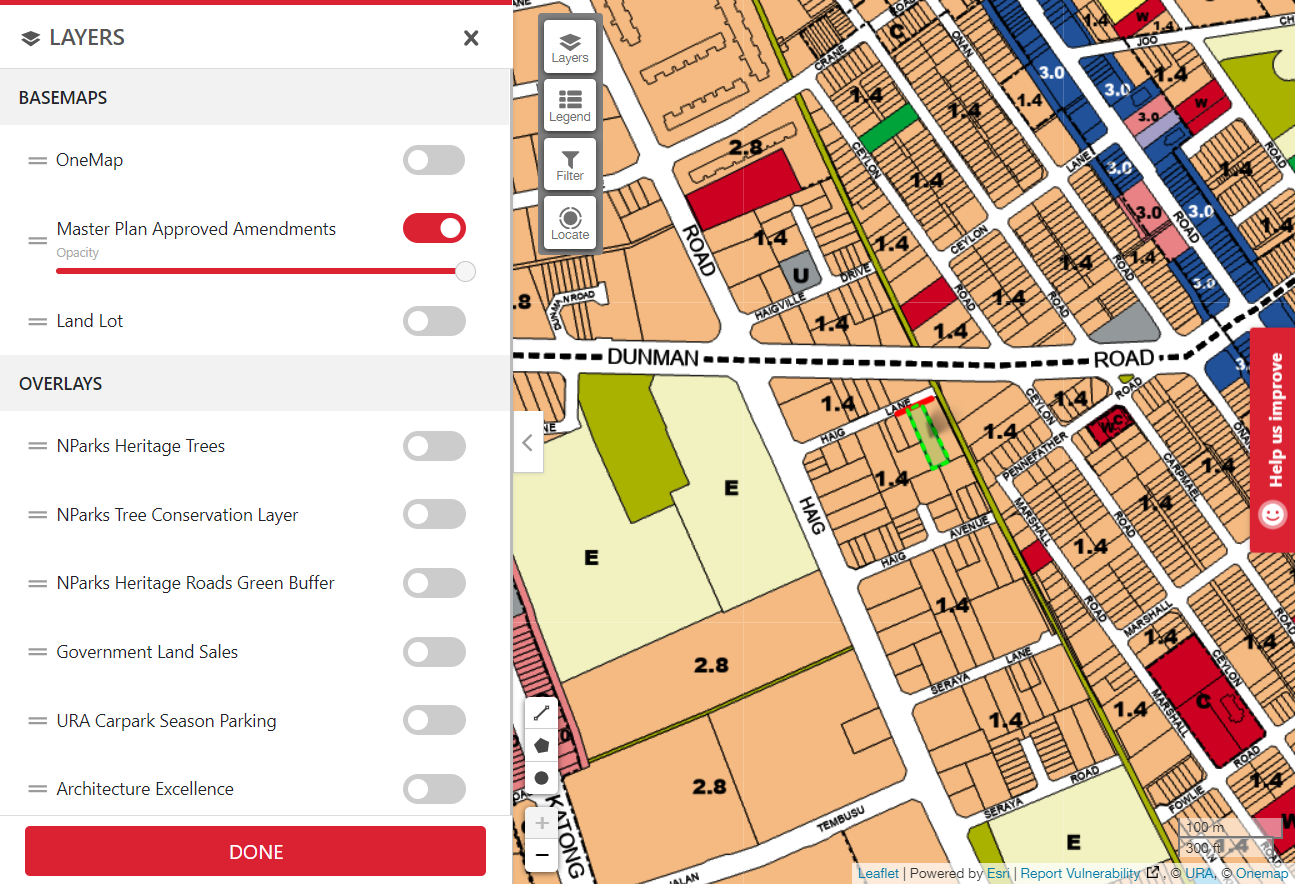 LAYERS
BASEMAPS
OneMap
Master Plan Approved Amendments
Opacity
Land Lot
OVERLAYS
NParks Heritage Trees
NParks Tree Conservation Layer
NParks Heritage Roads Green Buffer
Government Land Sales
URA Carpark Season Parking
Architecture Excellence
DONE
Layers
Legend
Filter
Locate
CRANE
ROAD
C
ONAN
1.4
W
1.4
JOO
3.0
3.0
1.4
W
1.4
1.4
1.4
3.0
2.8
CEYLON
LANE
3.0
ROAD
1.4
1.4
3.0
3.0
ROAD
1.4
ROAD
1.4
1.4
CEYLON
1.4
ROAD
1.4
U
DRIVE
3.0
.8
DUNMAN ROAD
HAIGVILLE
1.4
ROAD
1.4
ROAD
1.4
DUNMAN
ROAD
3.
LANE
1.4
HAIG
LANE
1.4
CEYLON
ROAD
1.4
PENNEFATHER
W
C
ONAN
E
E
1.4
HAIG
1.4
CARPMAEL
1.4
MARSHALL
ROAD
AVENUE
HAIG
1.4
1.4
ROAD
MARSHALL
ROAD
1.4
1.4
CEYLON
2.8
LANE
SERAYA
1.4
1.4
MARSHALL
C
ROAD
2.8
ROAD
SERAYA
1.4
FOWLIE
KATONG
TEMBUSU
JALAN
E
W
1.4
ROAD
100 m
300 ft
Help us improve
+
−
Leaflet | Powered by Esri | Report Vulnerability , © URA, © Onemap